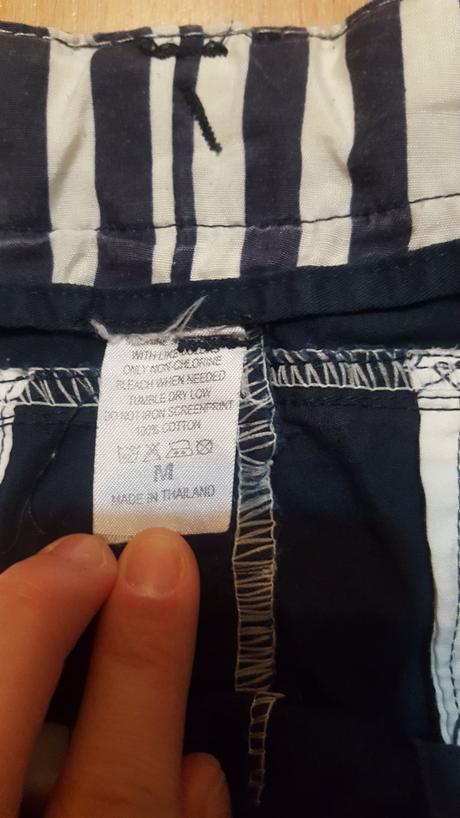 WITH LIKE COLORS
ONLY NON-CHLORINE
BLEACH WHEN NEEDED
TUMBLE DRY LOW
DO NOT IRON SCREENPRINT
100% COTTON
M
MADE IN THAILAND